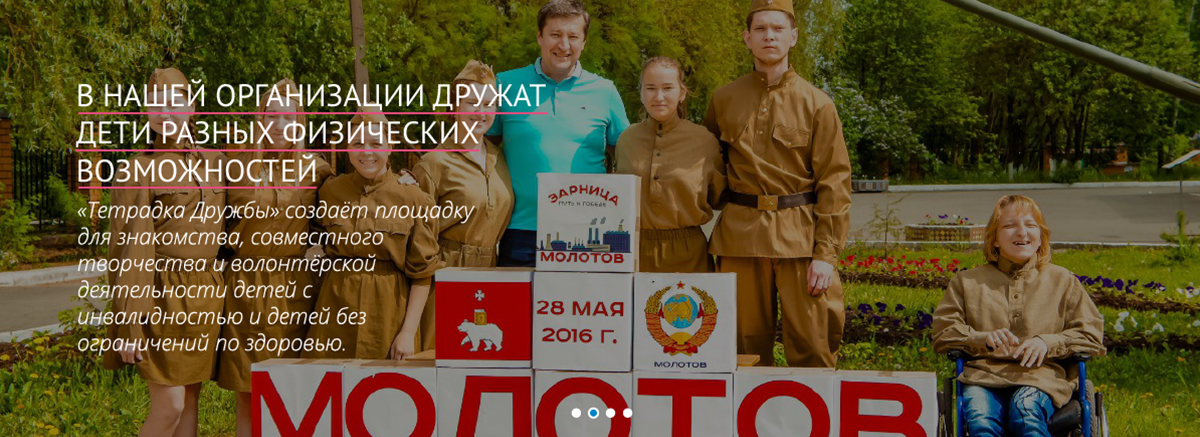 В НАШЕЙ ОРГАНИЗАЦИИ ДРУЖАТ
ДЕТИ РАЗНЫХ ФИЗИЧЕСКИХ
ВОЗМОЖНОСТЕЙ
«Тетрадка Дружбы» создаёт площадку
для знакомства, совместного
творчества и волонтёрской
деятельности детей с
инвалидностью и детей без
ограничений по здоровью.
ЗАРНИЦА
ПУТЬ К ПОБЕДЕ
МОЛОТОВ
28 МАЯ
2016 Г.
МОЛОТОВ
МОЛОТОВ